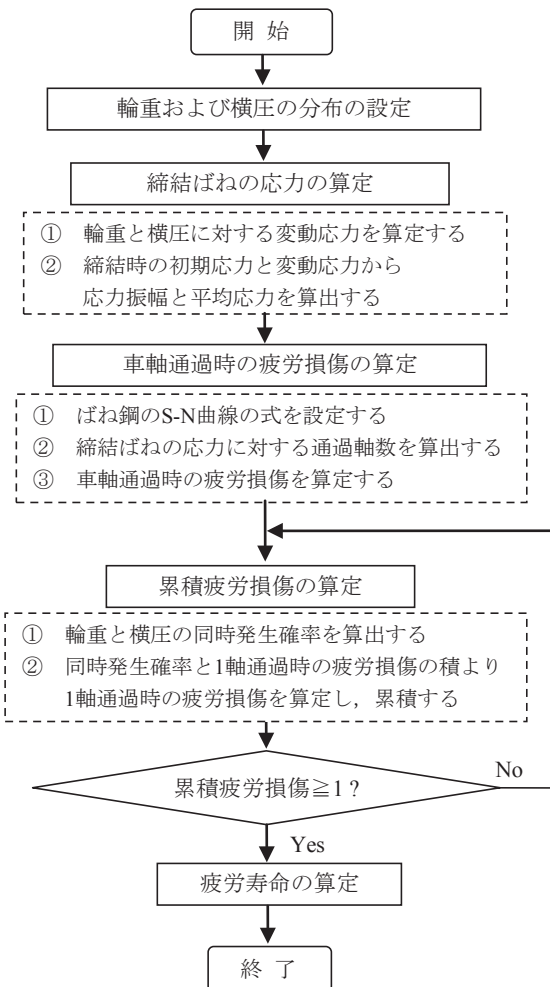 開 始
輪重および横圧の分布の設定
締結ばねの応力の算定
① 輪重と横圧に対する変動応力を算定する
② 締結時の初期応力と変動応力から
応力振幅と平均応力を算出する
車軸通過時の疲労損傷の算定
① ばね鋼のS-N曲線の式を設定する
② 締結ばねの応力に対する通過軸数を算出する
③ 車軸通過時の疲労損傷を算定する
累積疲労損傷の算定
① 輪重と横圧の同時発生確率を算出する
② 同時発生確率と1軸通過時の疲労損傷の積より
1軸通過時の疲労損傷を算定し，累積する
累積疲労損傷≧1？
No
Yes
疲労寿命の算定
終 了